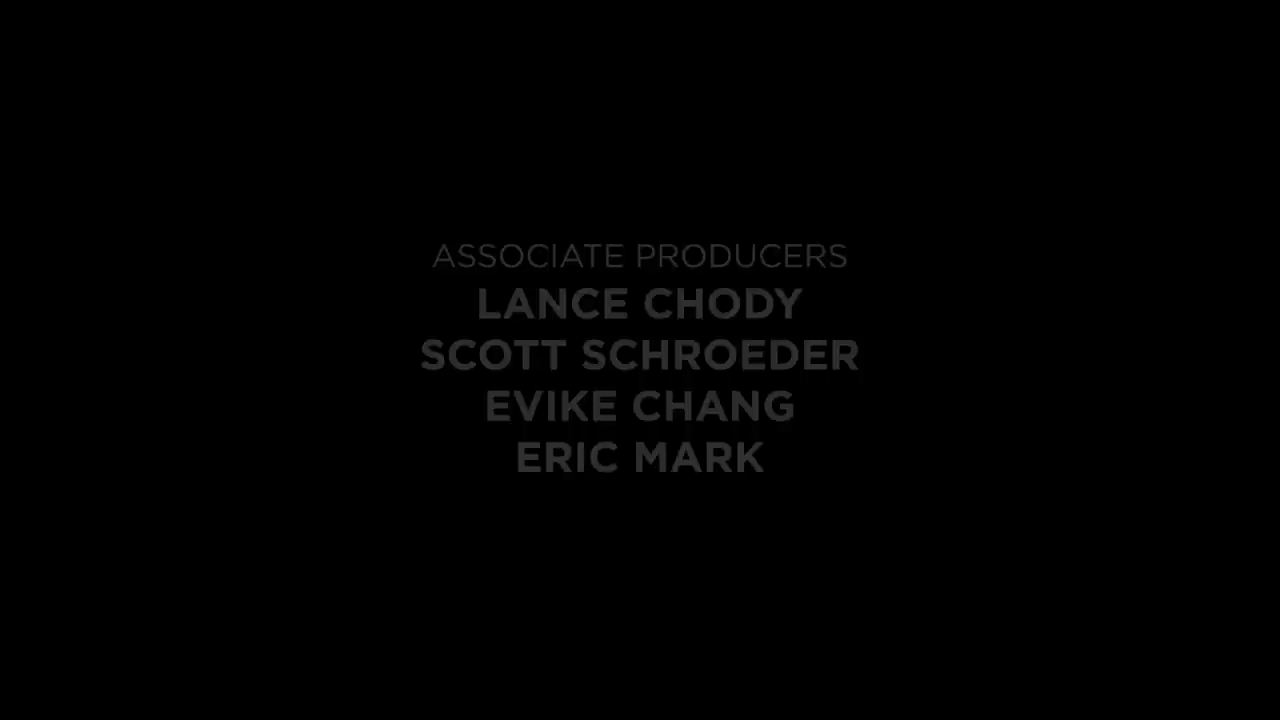 ASSOCIATE PRODUCERS
LANCE CHODY
SCOTT SCHROEDER
EVIKE CHANG
ERIC MARK